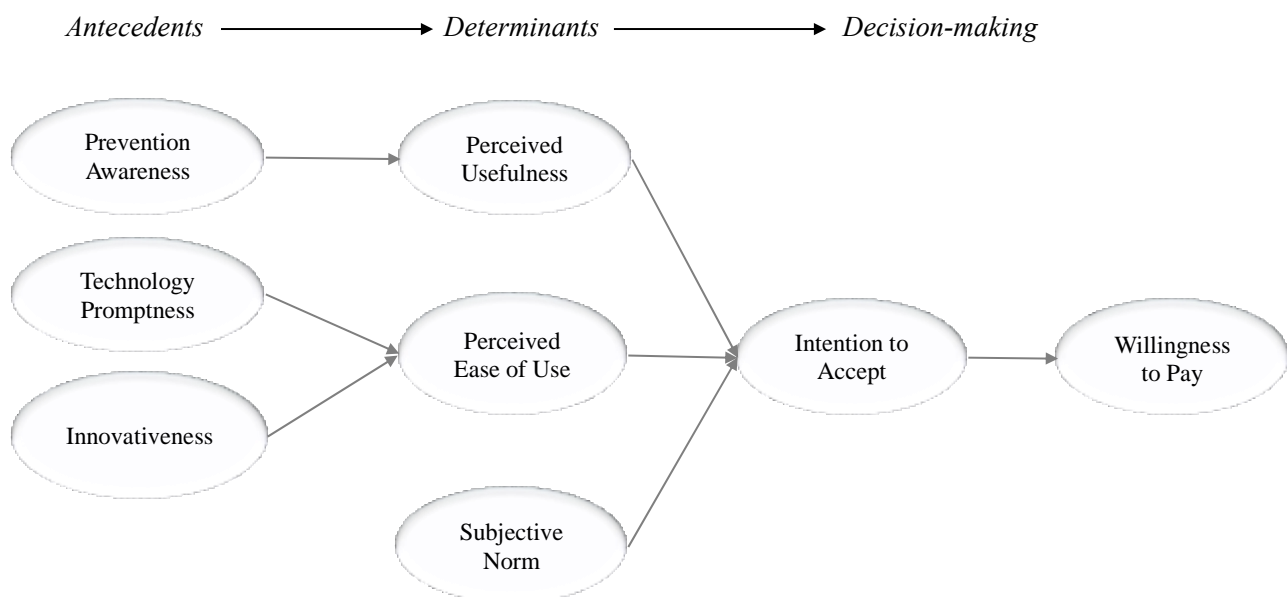 Antecedents Determinants Decision-making
Prevention
Awareness
Perceived
Usefulness
Technology
Promptness
Perceived
Ease of Use
Intention to
Accept
Willingness
to Pay
Innovativeness
Subjective
Norm